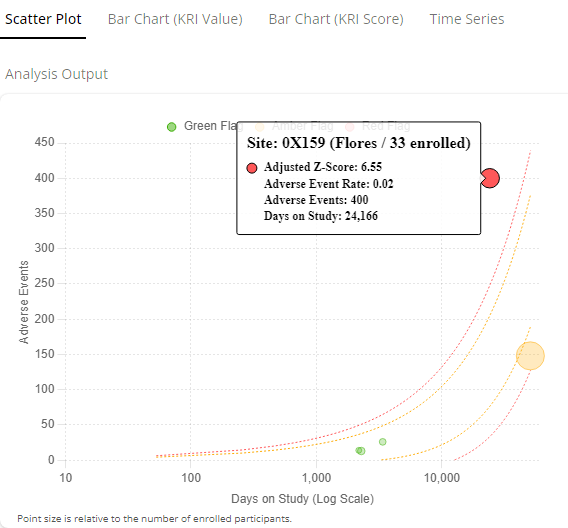 Scatter Plot Bar Chart (KRI Value) Bar Chart (KRI Score) Time Series
Analysis Output
Green Flag Amber Flag Red Flag
Site: 0X159 (Flores / 33 enrolled)
Adjusted Z-Score: 6.55
Adverse Event Rate: 0.02
Adverse Events: 400
Days on Study: 24,166
450
400
350
300
250
200
150
100
50
0
Adverse Events
10 100 1,000 10,000
Days on Study (Log Scale)
Point size is relative to the number of enrolled participants.